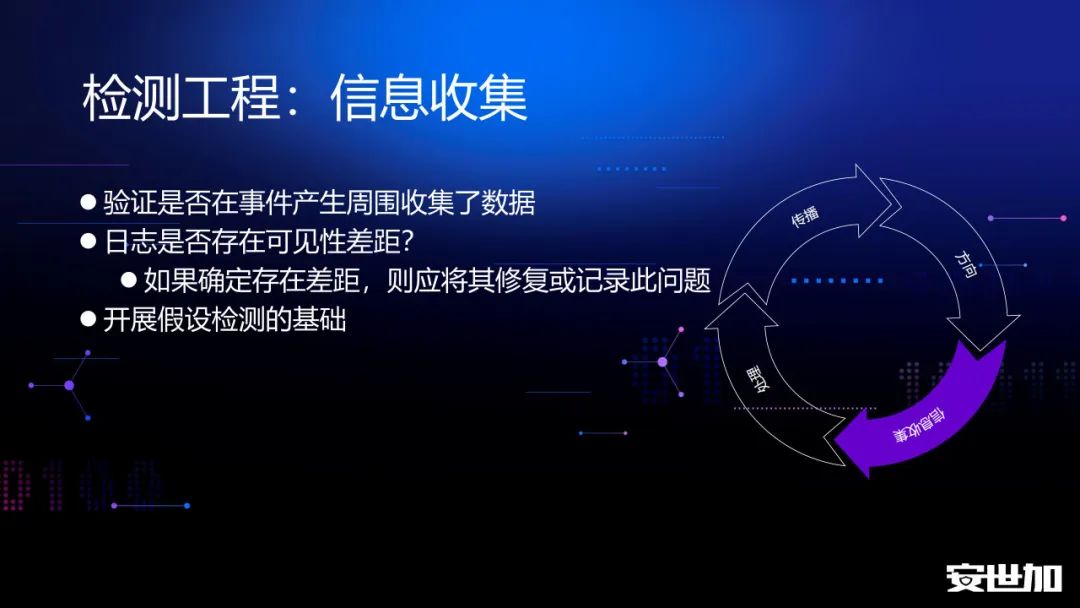 检测工程：信息收集
● 验证是否在事件产生周围收集了数据
● 日志是否存在可见性差距？
● 如果确定存在差距，则应将其修复或记录此问题
● 开展假设检测的基础
传播
方向
处理
信息收集
安世加